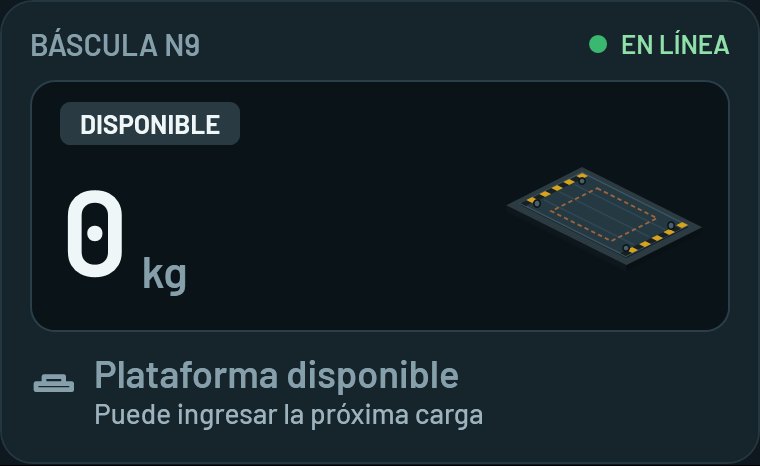 BÁSCULA N9
EN LÍNEA
DISPONIBLE
0 kg
Plataforma disponible
Puede ingresar la próxima carga